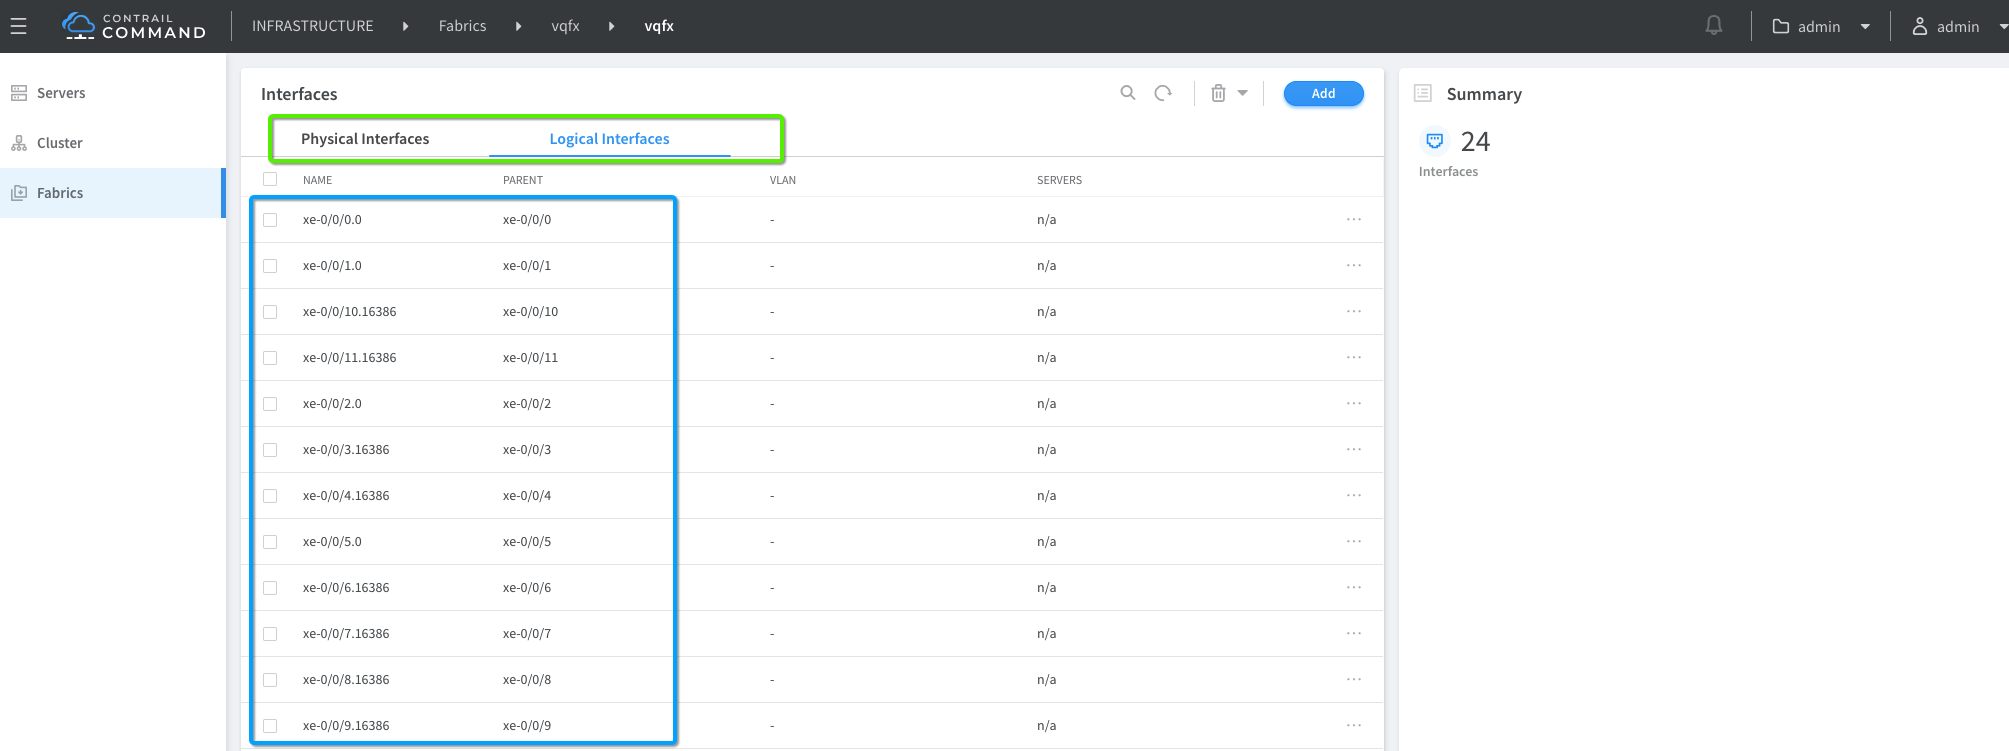 CONTRAIL
COMMAND
INFRASTRUCTURE Fabrics vqfx vqfx
admin admin
Servers
Cluster
Fabrics
Interfaces
Add
Physical Interfaces Logical Interfaces
NAME PARENT VLAN SERVERS
xe-0/0/0.0 xe-0/0/0 - n/a ...
xe-0/0/1.0 xe-0/0/1 - n/a ...
xe-0/0/10.16386 xe-0/0/10 - n/a ...
xe-0/0/11.16386 xe-0/0/11 - n/a ...
xe-0/0/2.0 xe-0/0/2 - n/a ...
xe-0/0/3.16386 xe-0/0/3 - n/a ...
xe-0/0/4.16386 xe-0/0/4 - n/a ...
xe-0/0/5.0 xe-0/0/5 - n/a ...
xe-0/0/6.16386 xe-0/0/6 - n/a ...
xe-0/0/7.16386 xe-0/0/7 - n/a ...
xe-0/0/8.16386 xe-0/0/8 - n/a ...
xe-0/0/9.16386 xe-0/0/9 - n/a ...
Summary
24
Interfaces